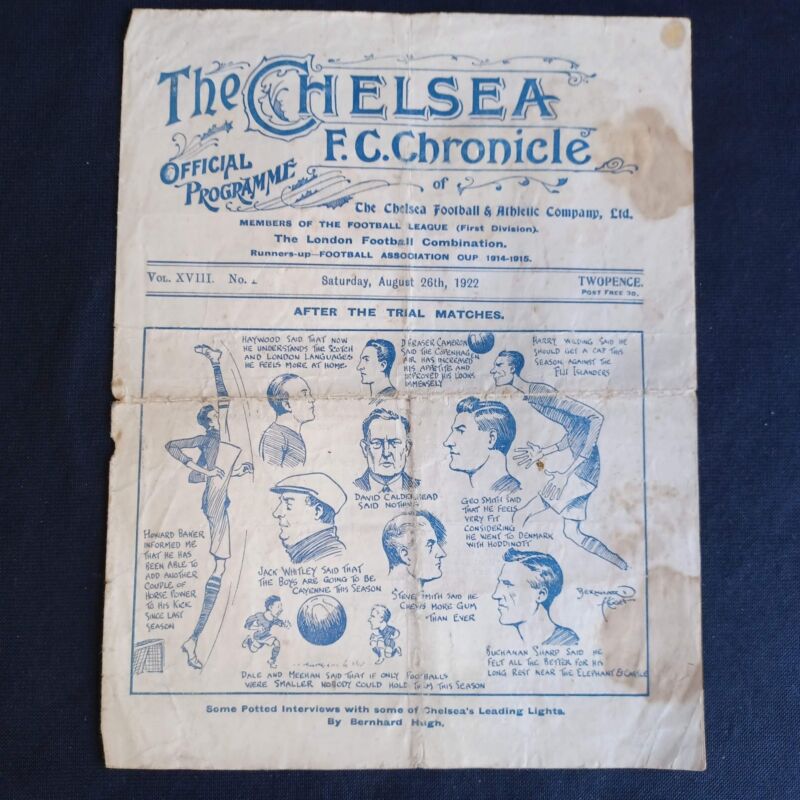 The CHELSEA
F.C. Chronicle
OFFICIAL
PROGRAMME
of
The Chelsea Football & Athletic Company, Ltd.
MEMBERS OF THE FOOTBALL LEAGUE (First Division).
The London Football Combination.
Runners-up—FOOTBALL ASSOCIATION CUP 1914-1915.
VOL. XVIII. No.
Saturday, August 26th, 1922
TWOPENCE.
POST FREE 3D.
AFTER THE TRIAL MATCHES.
HAYWOOD SAID THAT NOW
HE UNDERSTANDS THE SCOTCH
AND LONDON LANGUAGES
HE FEELS MORE AT HOME.
D FRASER CAMERON
SAID THE COPENHAGEN
AIR HAS INCREASED
HIS APPETITE AND
IMPROVED HIS LOOKS
IMMENSELY
HARRY WILDING SAID HE
SHOULD GET A CAP THIS
SEASON AGAINST THE
FIJI ISLANDERS
DAVID CALDERHEAD
SAID NOTHING
GEO SMITH SAID
THAT HE FEELS
VERY FIT
CONSIDERING
HE WENT TO DENMARK
WITH HODDINOTT
HOWARD BAKER
INFORMED ME
THAT HE HAS
BEEN ABLE TO
ADD ANOTHER
COUPLE OF
HORSE POWER
TO HIS KICK
SINCE LAST
SEASON
JACK WHITLEY SAID THAT
THE BOYS ARE GOING TO BE
CAYENNE THIS SEASON
STEVE SMITH SAID HE
CHEWS MORE GUM
THAN EVER
BERNHARD
HUGH
BUCHANAN SHARP SAID HE
FELT ALL THE BETTER FOR HIS
LONG REST NEAR THE ELEPHANT & CASTLE
DALE AND MEEHAN SAID THAT IF ONLY FOOTBALLS
WERE SMALLER NOBODY COULD HOLD THEM THIS SEASON
Some Potted Interviews with some of Chelsea's Leading Lights.
By Bernhard Hugh.